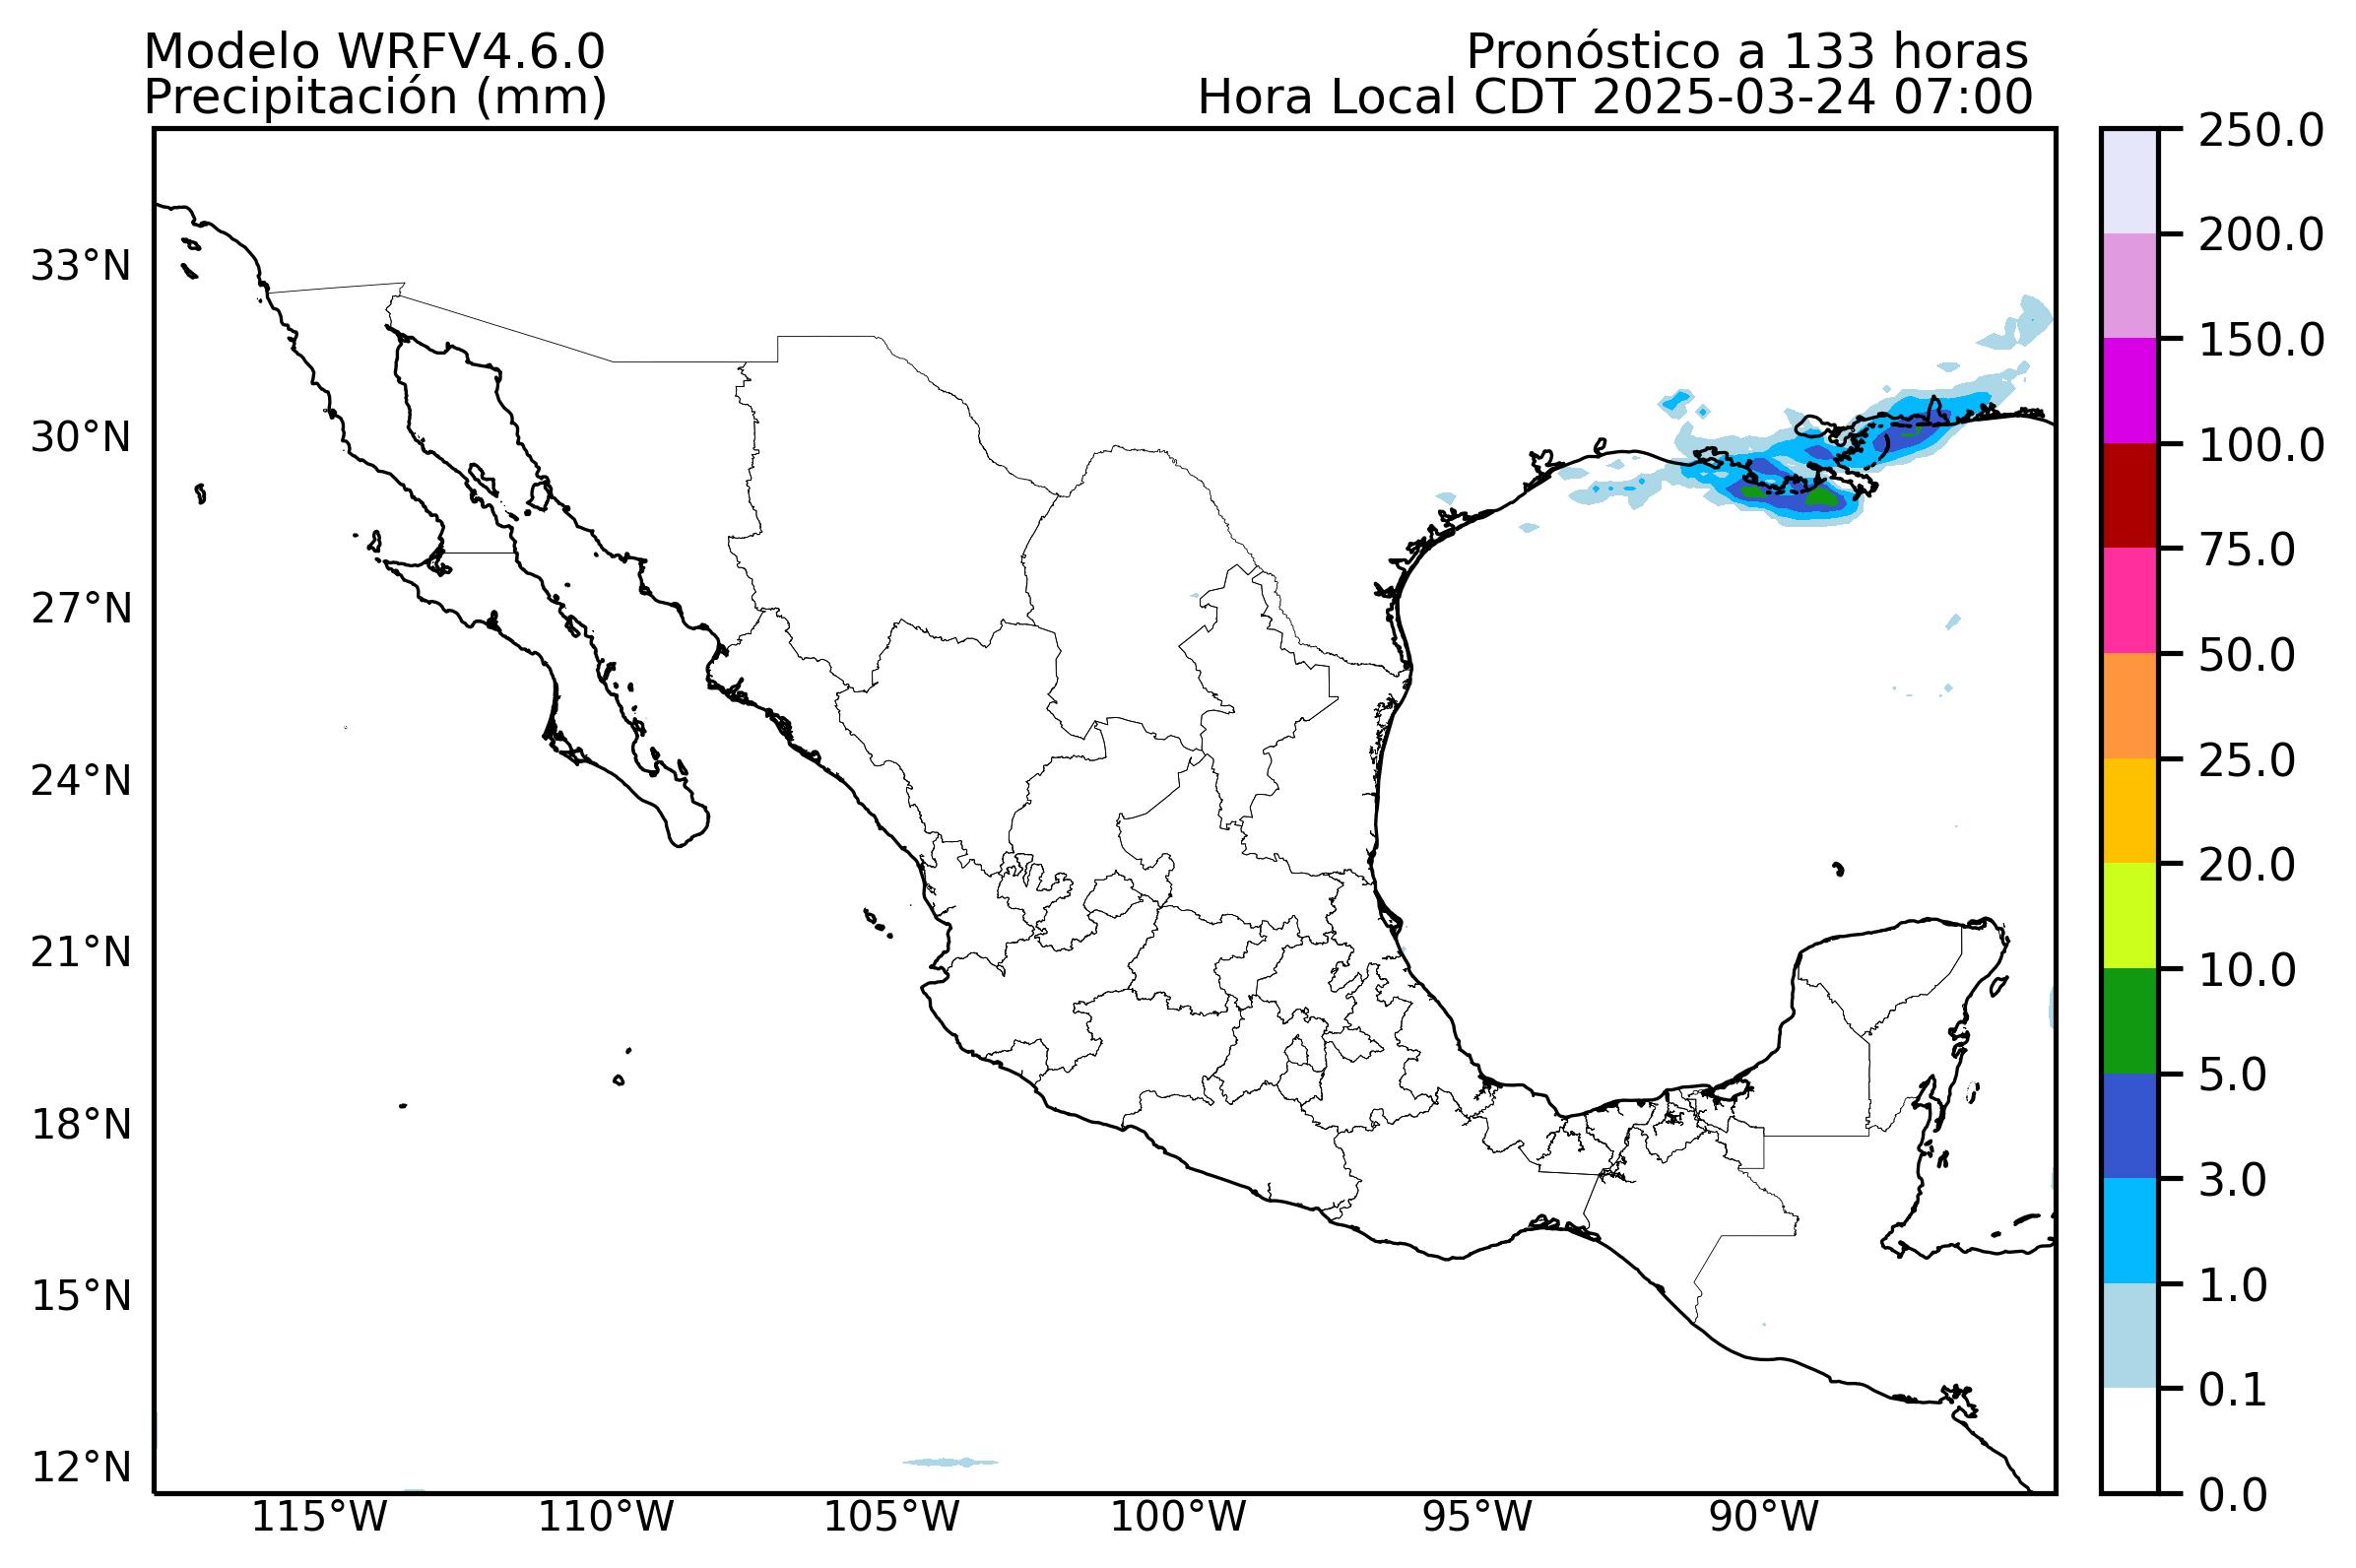 Modelo WRFV4.6.0
Precipitación (mm)
Pronóstico a 133 horas
Hora Local CDT 2025-03-24 07:00
33°N
30°N
27°N
24°N
21°N
18°N
15°N
12°N
115°W
110°W
105°W
100°W
95°W
90°W
250.0
200.0
150.0
100.0
75.0
50.0
25.0
20.0
10.0
5.0
3.0
1.0
0.1
0.0